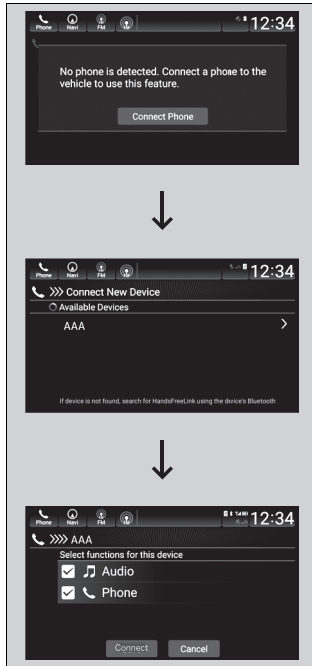 Phone Navi FM 12:34
No phone is detected. Connect a phone to the
vehicle to use this feature.
Connect Phone
Phone Navi FM 12:34
Connect New Device
Available Devices
AAA
If device is not found, search for HandsFreeLink using the device's Bluetooth
Phone Navi FM 12:34
AAA
Select functions for this device
Audio
Phone
Connect Cancel